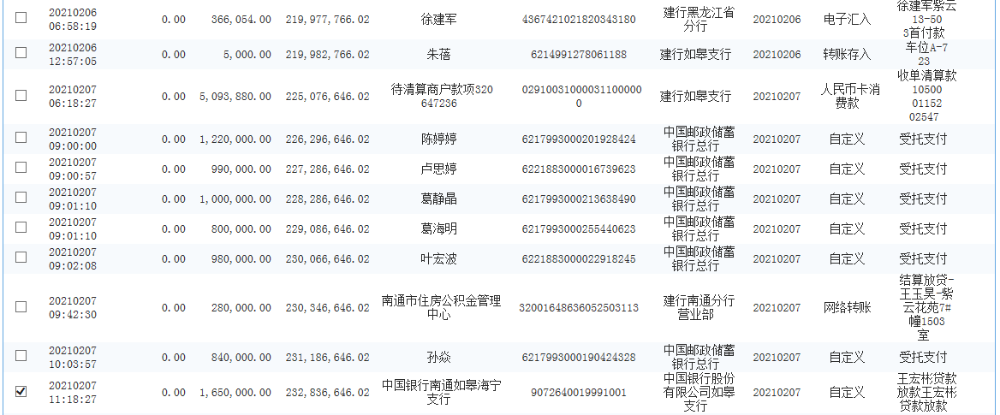 20210206 06:58:19 0.00 366,054.00 219,977,766.02 徐建军 4367421021820343180 建行黑龙江省分行 20210206 电子汇入 徐建军紫云13-503首付款
20210206 12:57:05 0.00 5,000.00 219,982,766.02 朱蓓 6214991278061188 建行如皋支行 20210206 转账存入 车位A-723
20210207 06:18:27 0.00 5,093,880.00 225,076,646.02 待清算商户款项320647236 029100310000311000000 建行如皋支行 20210207 人民币卡消费款 收单清算款105000115202547
20210207 09:00:00 0.00 1,220,000.00 226,296,646.02 陈婷婷 6217993000201928424 中国邮政储蓄银行总行 20210207 自定义 受托支付
20210207 09:00:57 0.00 990,000.00 227,286,646.02 卢思婷 6221883000016739623 中国邮政储蓄银行总行 20210207 自定义 受托支付
20210207 09:01:10 0.00 1,000,000.00 228,286,646.02 葛静晶 6217993000213638490 中国邮政储蓄银行总行 20210207 自定义 受托支付
20210207 09:01:10 0.00 800,000.00 229,086,646.02 葛海明 6217993000255440623 中国邮政储蓄银行总行 20210207 自定义 受托支付
20210207 09:02:08 0.00 980,000.00 230,066,646.02 叶宏波 6221883000022918245 中国邮政储蓄银行总行 20210207 自定义 受托支付
20210207 09:42:30 0.00 280,000.00 230,346,646.02 南通市住房公积金管理中心 32001648636052503113 建行南通分行营业部 20210207 网络转账 结算放贷-王玉昊-紫云花苑7#幢1503室
20210207 10:03:57 0.00 840,000.00 231,186,646.02 孙焱 6217993000190424328 中国邮政储蓄银行总行 20210207 自定义 受托支付
20210207 11:18:27 0.00 1,650,000.00 232,836,646.02 中国银行南通如皋海宁支行 9072640019991001 中国银行股份有限公司如皋支行 20210207 自定义 王宏彬贷款放款王宏彬贷款放款